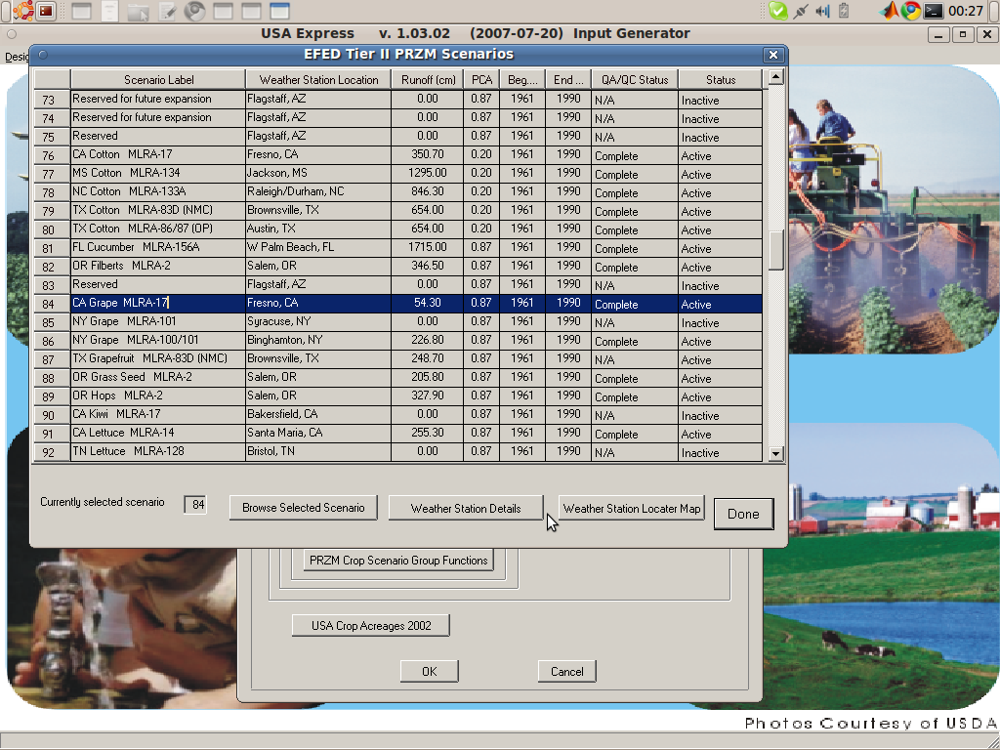 00:27
USA Express v. 1.03.02 (2007-07-20) Input Generator
Desig
EFED Tier II PRZM Scenarios
Scenario Label Weather Station Location Runoff (cm) PCA Beg.... End ... QA/QC Status Status
73 Reserved for future expansion Flagstaff, AZ 0.00 0.87 1961 1990 N/A Inactive
74 Reserved for future expansion Flagstaff, AZ 0.00 0.87 1961 1990 N/A Inactive
75 Reserved Flagstaff, AZ 0.00 0.87 1961 1990 N/A Inactive
76 CA Cotton MLRA-17 Fresno, CA 350.70 0.20 1961 1990 Complete Active
77 MS Cotton MLRA-134 Jackson, MS 1295.00 0.20 1961 1990 Complete Active
78 NC Cotton MLRA-133A Raleigh/Durham, NC 846.30 0.20 1961 1990 Complete Active
79 TX Cotton MLRA-83D (NMC) Brownsville, TX 654.00 0.20 1961 1990 Complete Active
80 TX Cotton MLRA-86/87 (OP) Austin, TX 654.00 0.20 1961 1990 Complete Active
81 FL Cucumber MLRA-156A W Palm Beach, FL 1715.00 0.87 1961 1990 Complete Active
82 OR Filberts MLRA-2 Salem, OR 346.50 0.87 1961 1990 Complete Active
83 Reserved Flagstaff, AZ 0.00 0.87 1961 1990 N/A Inactive
84 CA Grape MLRA-17 Fresno, CA 54.30 0.87 1961 1990 Complete Active
85 NY Grape MLRA-101 Syracuse, NY 0.00 0.87 1961 1990 N/A Inactive
86 NY Grape MLRA-100/101 Binghamton, NY 226.80 0.87 1961 1990 Complete Active
87 TX Grapefruit MLRA-83D (NMC) Brownsville, TX 248.70 0.87 1961 1990 N/A Active
88 OR Grass Seed MLRA-2 Salem, OR 205.80 0.87 1961 1990 Complete Active
89 OR Hops MLRA-2 Salem, OR 327.90 0.87 1961 1990 Complete Active
90 CA Kiwi MLRA-17 Bakersfield, CA 0.00 0.87 1961 1990 N/A Inactive
91 CA Lettuce MLRA-14 Santa Maria, CA 255.30 0.87 1961 1990 Complete Active
92 TN Lettuce MLRA-128 Bristol, TN 0.00 0.87 1961 1990 N/A Inactive
Currently selected scenario 84 Browse Selected Scenario Weather Station Details Weather Station Locater Map Done
PRZM Crop Scenario Group Functions
USA Crop Acreages 2002
OK Cancel
Photos Courtesy of USDA